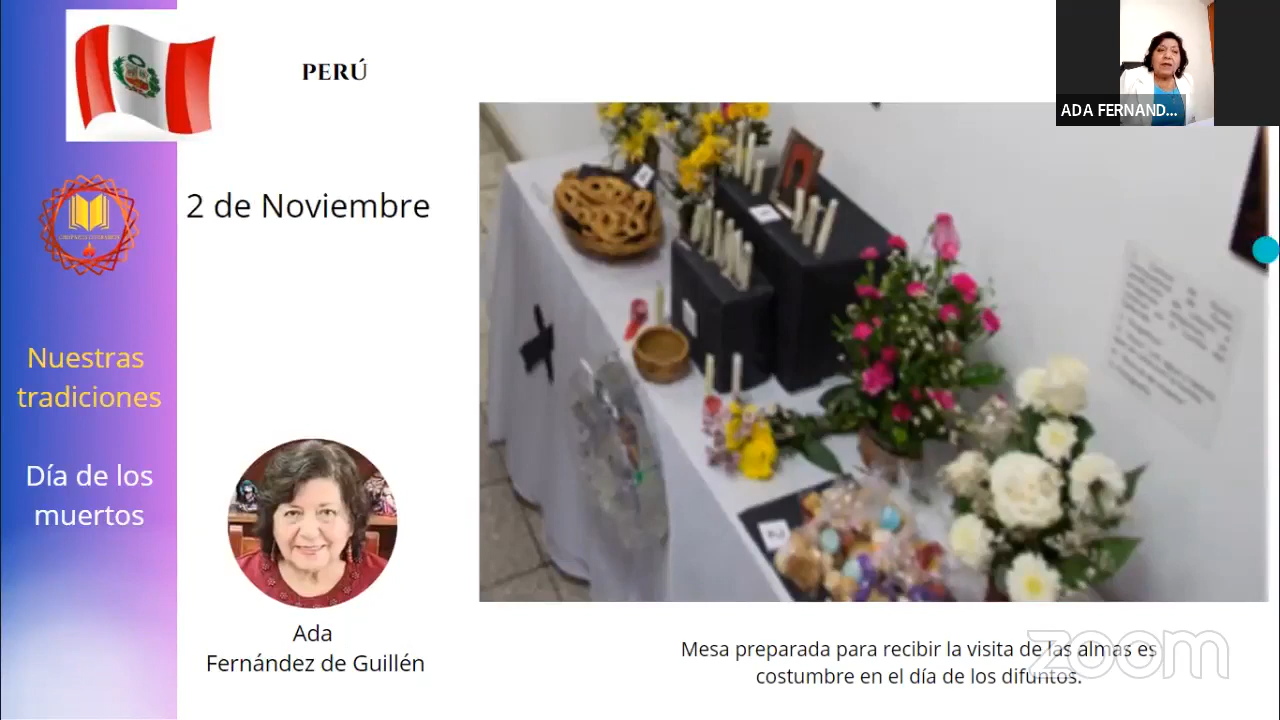 PERÚ
ADA FERNAND...
2 de Noviembre
Nuestras
tradiciones
Día de los
muertos
Ada
Fernández de Guillén
Mesa preparada para recibir la visita de las almas es
costumbre en el día de los difuntos.
zoom